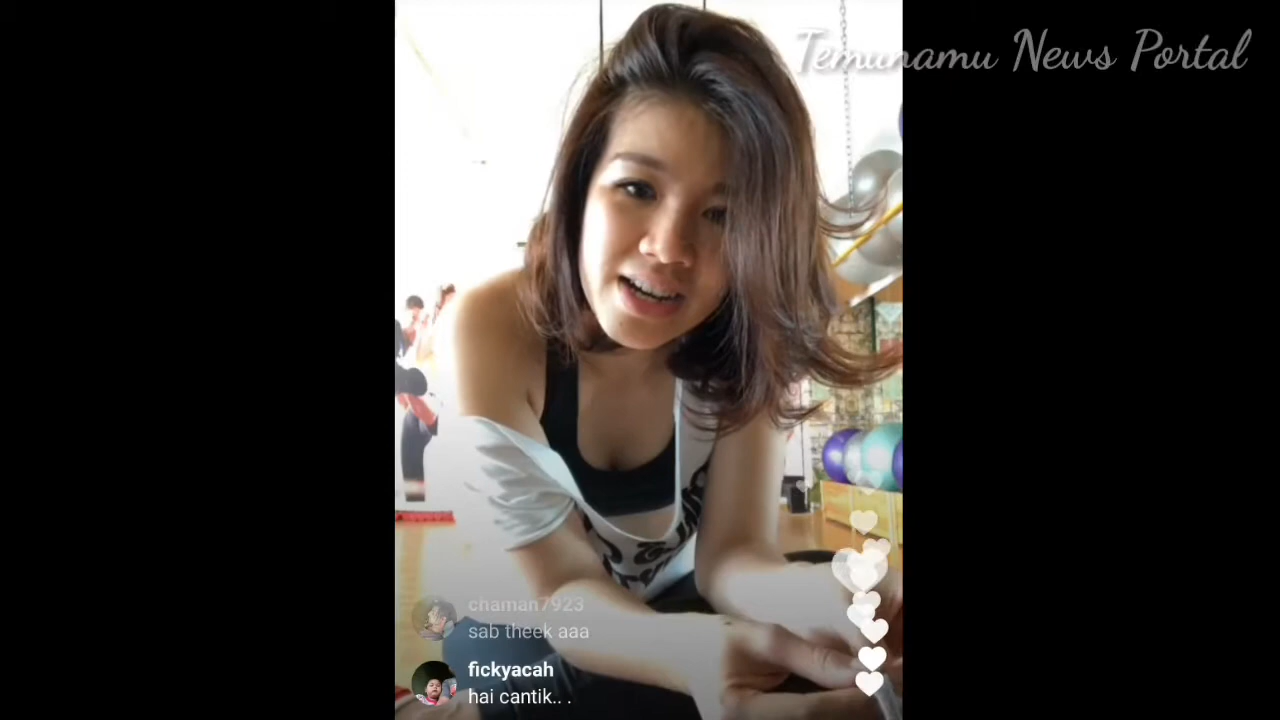 Temunamu News Portal
chaman7923
sab theek aaa
fickyacah
hai cantik.. .